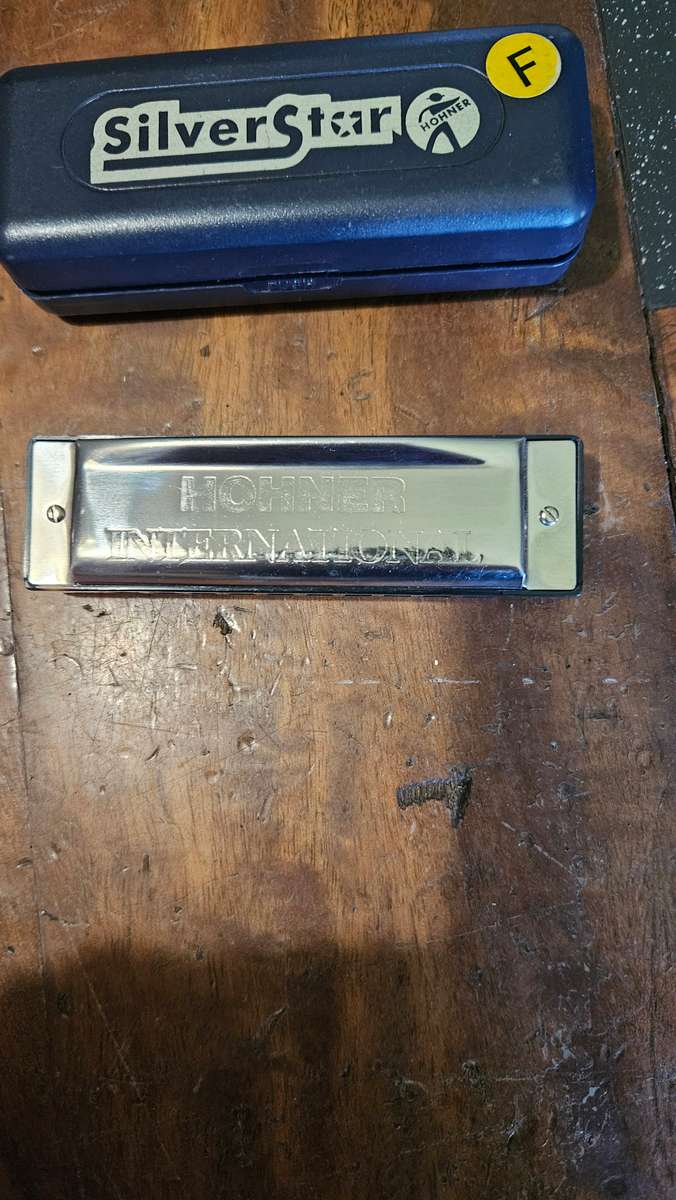 F
SilverStar
HOHNER
HOHNER
INTERNATIONAL